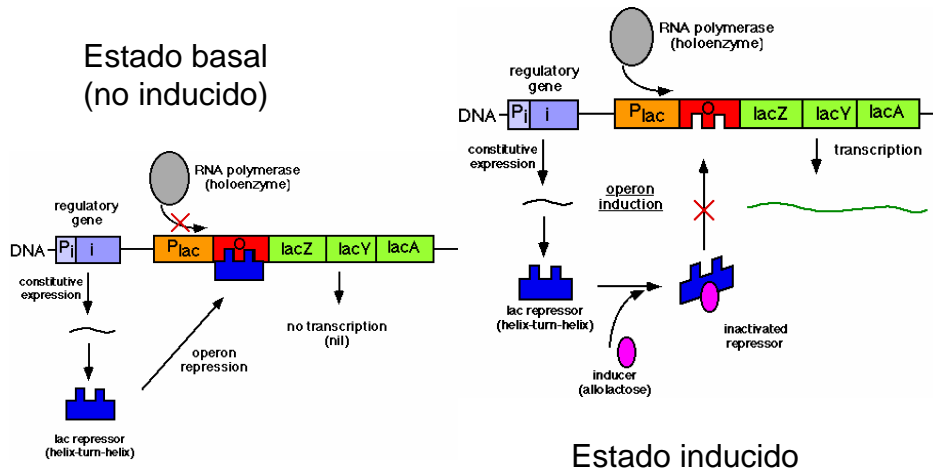 Estado basal
(no inducido)
RNA polymerase
(holoenzyme)
regulatory
gene
DNA
Pi
i
Plac
O
lacZ
lacY
lacA
constitutive
expression
operon
repression
no transcription
(nil)
lac repressor
(helix-turn-helix)
RNA polymerase
(holoenzyme)
regulatory
gene
DNA
Pi
i
Plac
O
lacZ
lacY
lacA
constitutive
expression
operon
induction
transcription
lac repressor
(helix-turn-helix)
inactivated
repressor
inducer
(allolactose)
Estado inducido